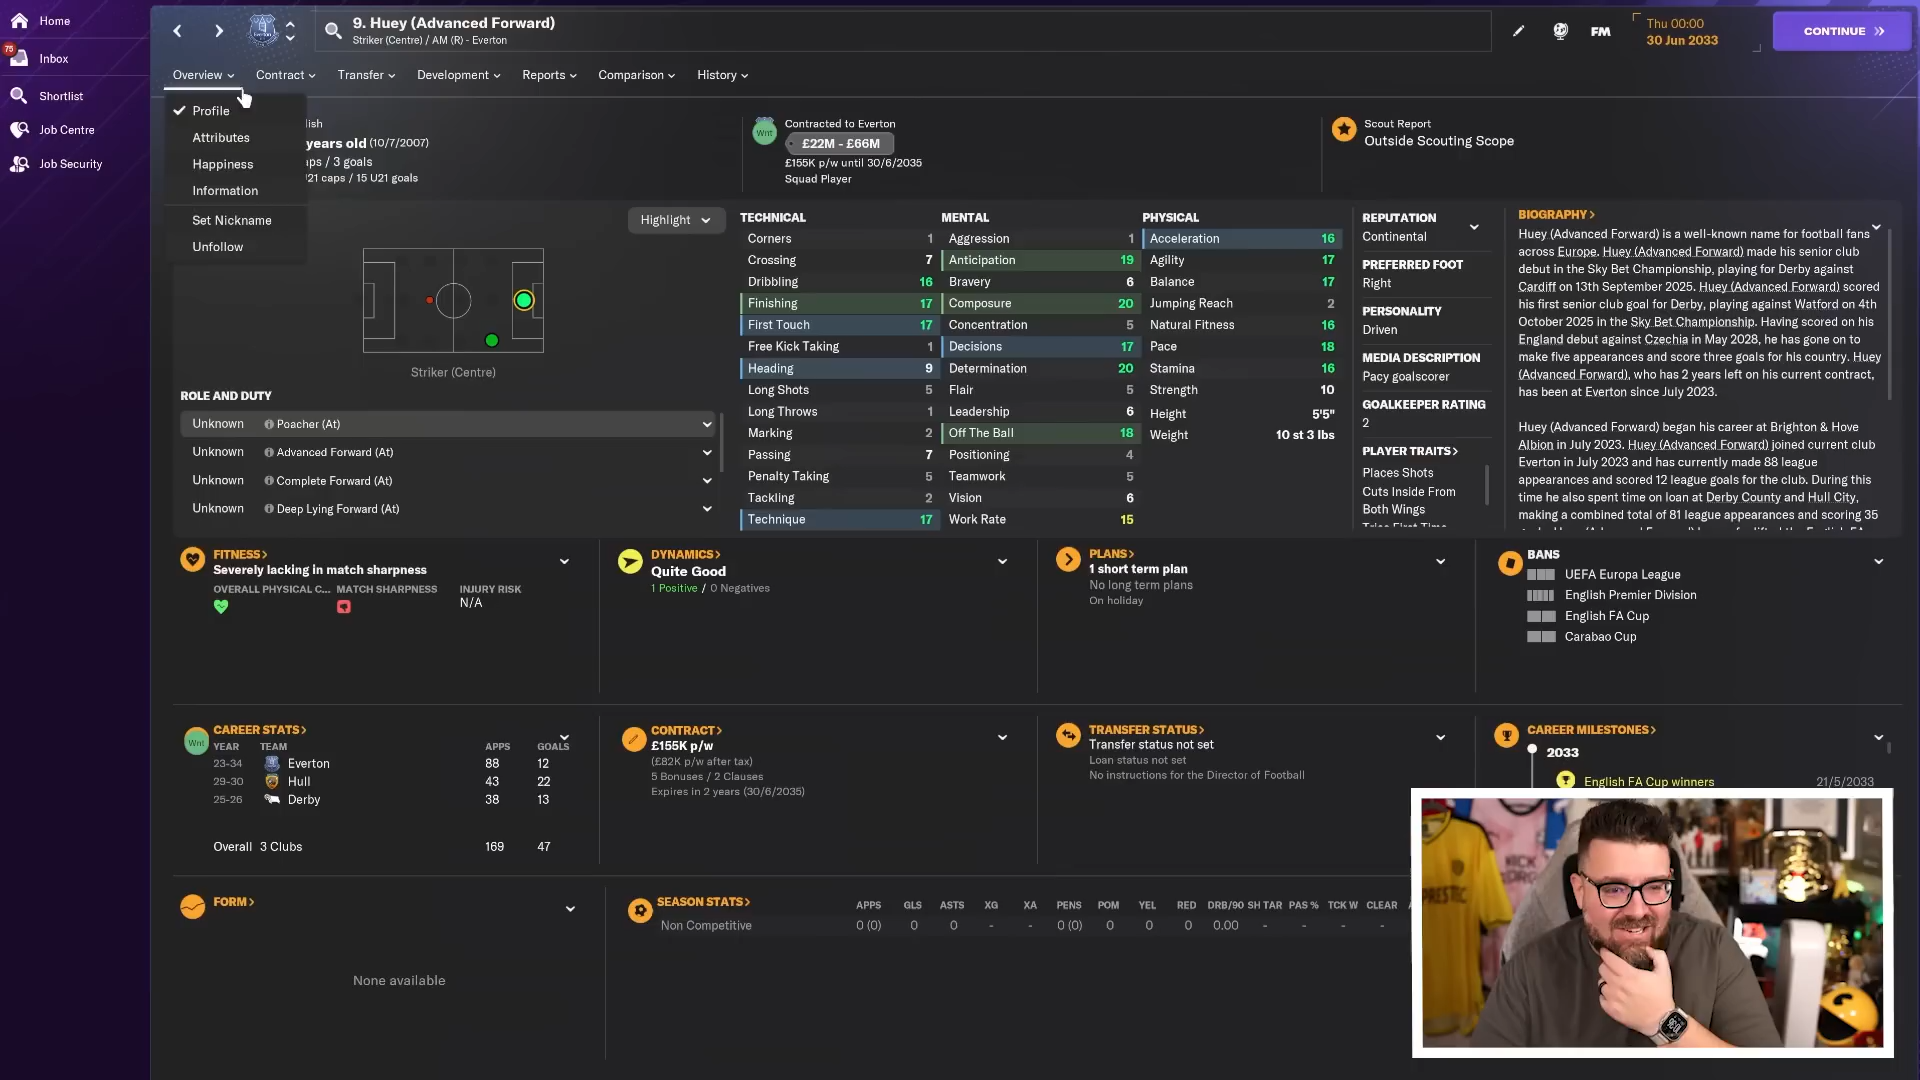 Home
75
Inbox
Shortlist
Job Centre
Job Security
9. Huey (Advanced Forward)
Striker (Centre) / AM (R) - Everton
FM
Thu 00:00
30 Jun 2033
CONTINUE
Overview
Contract
Transfer
Development
Reports
Comparison
History
Profile
Attributes
Happiness
Information
Set Nickname
Unfollow
lish
years old (10/7/2007)
aps / 3 goals
U21 caps / 15 U21 goals
Wnt
Contracted to Everton
£22M - £66M
£155K p/w until 30/6/2035
Squad Player
Scout Report
Outside Scouting Scope
Highlight
Striker (Centre)
ROLE AND DUTY
Unknown Poacher (At)
Unknown Advanced Forward (At)
Unknown Complete Forward (At)
Unknown Deep Lying Forward (At)
TECHNICAL
Corners 1
Crossing 7
Dribbling 16
Finishing 17
First Touch 17
Free Kick Taking 1
Heading 9
Long Shots 5
Long Throws 1
Marking 2
Passing 7
Penalty Taking 5
Tackling 2
Technique 17
MENTAL
Aggression 1
Anticipation 19
Bravery 6
Composure 20
Concentration 5
Decisions 17
Determination 20
Flair 5
Leadership 6
Off The Ball 18
Positioning 4
Teamwork 5
Vision 6
Work Rate 15
PHYSICAL
Acceleration 16
Agility 17
Balance 17
Jumping Reach 2
Natural Fitness 16
Pace 18
Stamina 16
Strength 10
Height 5'5"
Weight 10 st 3 lbs
REPUTATION
Continental
PREFERRED FOOT
Right
PERSONALITY
Driven
MEDIA DESCRIPTION
Pacy goalscorer
GOALKEEPER RATING
2
PLAYER TRAITS>
Places Shots
Cuts Inside From
Both Wings
Tries First Time
BIOGRAPHY>
Huey (Advanced Forward) is a well-known name for football fans
across Europe. Huey (Advanced Forward) made his senior club
debut in the Sky Bet Championship, playing for Derby against
Cardiff on 13th September 2025. Huey (Advanced Forward) scored
his first senior club goal for Derby, playing against Watford on 4th
October 2025 in the Sky Bet Championship. Having scored on his
England debut against Czechia in May 2028, he has gone on to
make five appearances and score three goals for his country. Huey
(Advanced Forward), who has 2 years left on his current contract,
has been at Everton since July 2023.
Huey (Advanced Forward) began his career at Brighton & Hove
Albion in July 2023. Huey (Advanced Forward) joined current club
Everton in July 2023 and has currently made 88 league
appearances and scored 12 league goals for the club. During this
time he also spent time on loan at Derby County and Hull City,
making a combined total of 81 league appearances and scoring 35
FITNESS>
Severely lacking in match sharpness
OVERALL PHYSICAL C... MATCH SHARPNESS INJURY RISK
N/A
DYNAMICS>
Quite Good
1 Positive / 0 Negatives
PLANS>
1 short term plan
No long term plans
On holiday
BANS
UEFA Europa League
English Premier Division
English FA Cup
Carabao Cup
Wnt
CAREER STATS>
YEAR TEAM APPS GOALS
23-34 Everton 88 12
29-30 Hull 43 22
25-26 Derby 38 13
Overall 3 Clubs 169 47
CONTRACT>
£155K p/w
(£82K p/w after tax)
5 Bonuses / 2 Clauses
Expires in 2 years (30/6/2035)
TRANSFER STATUS>
Transfer status not set
Loan status not set
No instructions for the Director of Football
CAREER MILESTONES>
2033
English FA Cup winners 21/5/2033
FORM>
None available
SEASON STATS> APPS GLS ASTS XG XA PENS POM YEL RED DRB/90 SH TAR PAS % TCK W CLEAR
Non Competitive 0 (0) 0 0 - - 0 (0) 0 0 0 0.00 - - - -